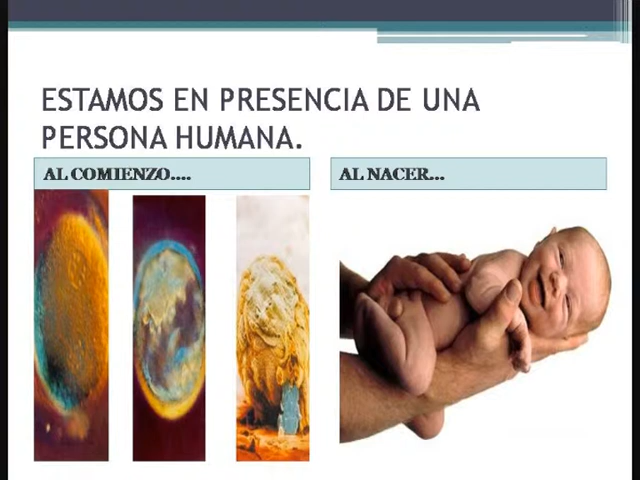 ESTAMOS EN PRESENCIA DE UNA
PERSONA HUMANA.
AL COMIENZO....
AL NACER...